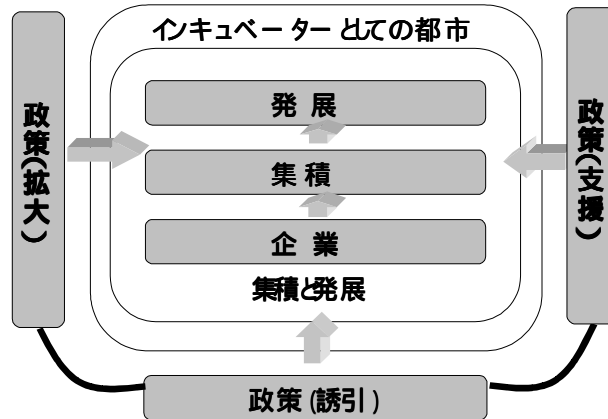 インキュベーターとしての都市
政策(拡大)
発展
集積
企業
集積と発展
政策(支援)
政策(誘引)